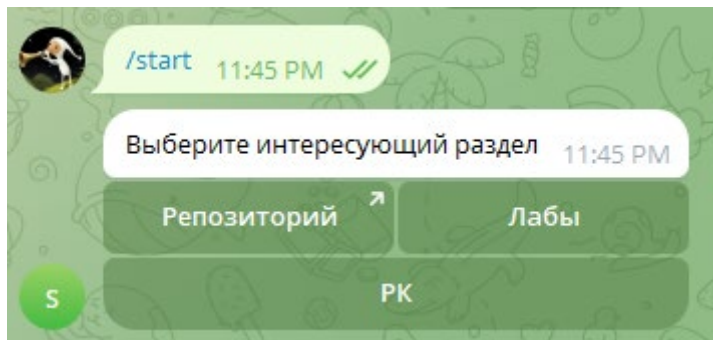 /start 11:45 PM
Выберите интересующий раздел 11:45 PM
Репозиторий Лабы
S РК